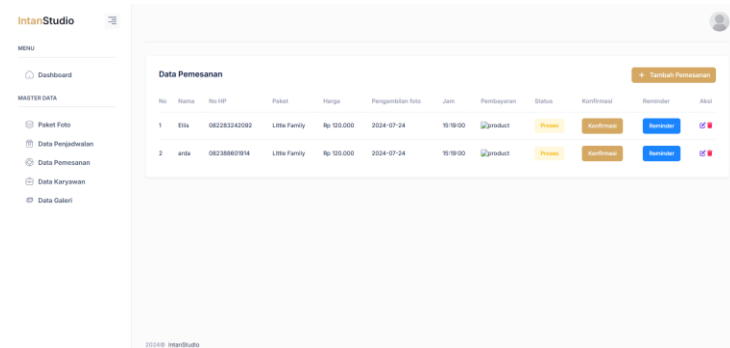 IntanStudio
MENU
Dashboard
MASTER DATA
Paket Foto
Data Penjadwalan
Data Pemesanan
Data Karyawan
Data Galeri
Data Pemesanan
+ Tambah Pemesanan
No Nama No HP Paket Harga Pengambilan foto Jam Pembayaran Status Konfirmasi Reminder Aksi
1 Ellis 082283242092 Little Family Rp 120.000 2024-07-24 15:19:00 product Proses Konfirmasi Reminder
2 arda 082388601914 Little Family Rp 120.000 2024-07-24 15:19:00 product Proses Konfirmasi Reminder
2024© IntanStudio